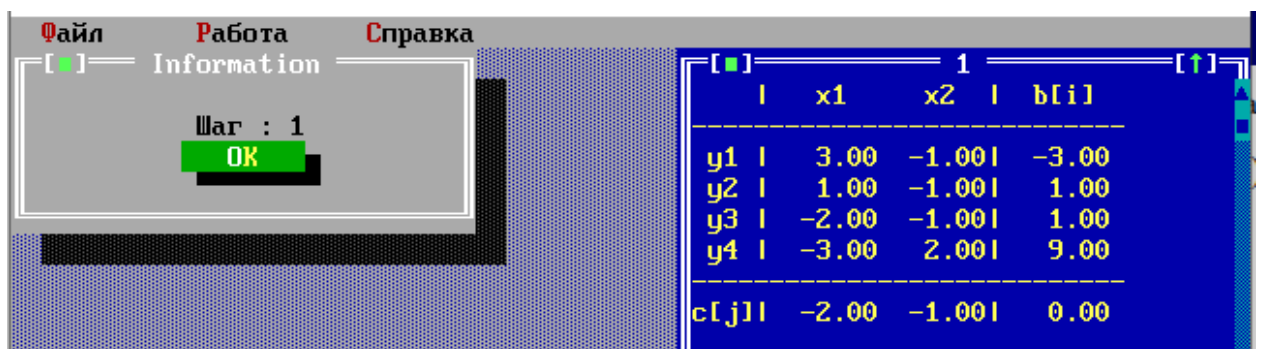 Файл Работа Справка
[■] Information
Шаг : 1
OK
[■] 1 [↑]
| x1 x2 | b[i]
y1 | 3.00 -1.00| -3.00
y2 | 1.00 -1.00| 1.00
y3 | -2.00 -1.00| 1.00
y4 | -3.00 2.00| 9.00
c[j]| -2.00 -1.00| 0.00